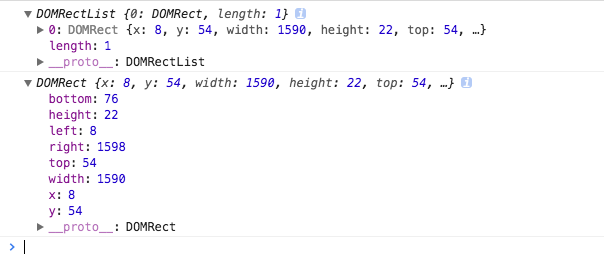 ▼ DOMRectList {0: DOMRect, length: 1} i
▶ 0: DOMRect {x: 8, y: 54, width: 1590, height: 22, top: 54, …}
length: 1
▶ __proto__: DOMRectList
▼ DOMRect {x: 8, y: 54, width: 1590, height: 22, top: 54, …} i
bottom: 76
height: 22
left: 8
right: 1598
top: 54
width: 1590
x: 8
y: 54
▶ __proto__: DOMRect
>